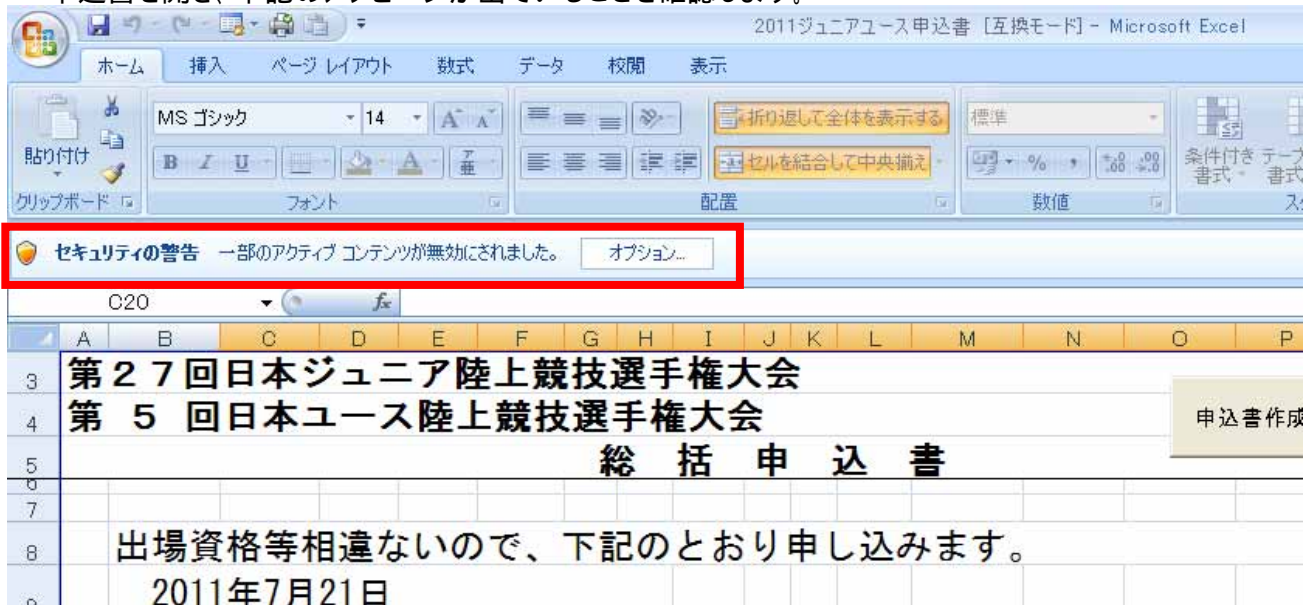 2011ジュニアユース申込書 [互換モード] - Microsoft Excel
ホーム 挿入 ページ レイアウト 数式 データ 校閲 表示
MS ゴシック 14 折り返して全体を表示する 標準
貼り付け B I U セルを結合して中央揃え % 条件付き書式
クリップボード フォント 配置 数値
セキュリティの警告 一部のアクティブ コンテンツが無効にされました。 オプション...
C20 fx
A B C D E F G H I J K L M N O P
3 第27回日本ジュニア陸上競技選手権大会
4 第 5 回日本ユース陸上競技選手権大会 申込書作成
5 総 括 申 込 書
6
7
8 出場資格等相違ないので、下記のとおり申し込みます。
2011年7月21日